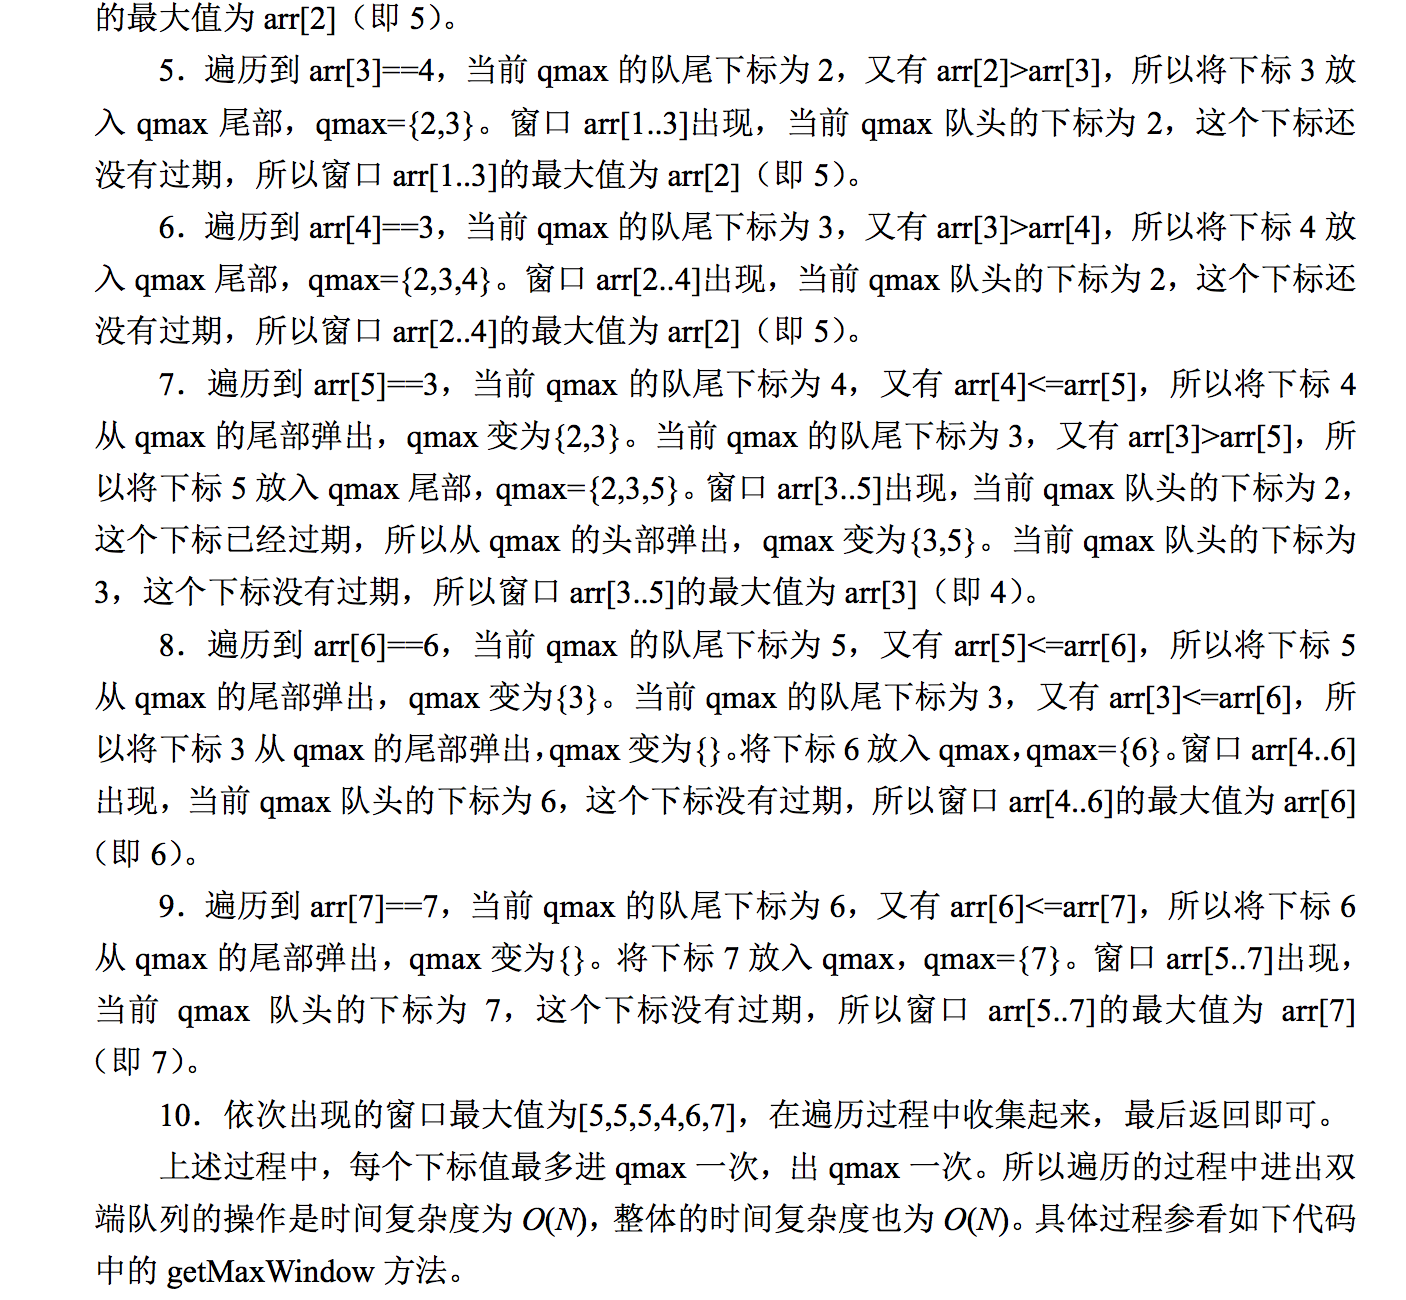 的最大值为 arr[2]（即 5）。
5．遍历到 arr[3]==4，当前 qmax 的队尾下标为 2，又有 arr[2]>arr[3]，所以将下标 3 放
入 qmax 尾部，qmax={2,3}。窗口 arr[1..3]出现，当前 qmax 队头的下标为 2，这个下标还
没有过期，所以窗口 arr[1..3]的最大值为 arr[2]（即 5）。
6．遍历到 arr[4]==3，当前 qmax 的队尾下标为 3，又有 arr[3]>arr[4]，所以将下标 4 放
入 qmax 尾部，qmax={2,3,4}。窗口 arr[2..4]出现，当前 qmax 队头的下标为 2，这个下标还
没有过期，所以窗口 arr[2..4]的最大值为 arr[2]（即 5）。
7．遍历到 arr[5]==3，当前 qmax 的队尾下标为 4，又有 arr[4]<=arr[5]，所以将下标 4
从 qmax 的尾部弹出，qmax 变为{2,3}。当前 qmax 的队尾下标为 3，又有 arr[3]>arr[5]，所
以将下标 5 放入 qmax 尾部，qmax={2,3,5}。窗口 arr[3..5]出现，当前 qmax 队头的下标为 2，
这个下标已经过期，所以从 qmax 的头部弹出，qmax 变为{3,5}。当前 qmax 队头的下标为
3，这个下标没有过期，所以窗口 arr[3..5]的最大值为 arr[3]（即 4）。
8．遍历到 arr[6]==6，当前 qmax 的队尾下标为 5，又有 arr[5]<=arr[6]，所以将下标 5
从 qmax 的尾部弹出，qmax 变为{3}。当前 qmax 的队尾下标为 3，又有 arr[3]<=arr[6]，所
以将下标 3 从 qmax 的尾部弹出，qmax 变为{}。将下标 6 放入 qmax，qmax={6}。窗口 arr[4..6]
出现，当前 qmax 队头的下标为 6，这个下标没有过期，所以窗口 arr[4..6]的最大值为 arr[6]
（即 6）。
9．遍历到 arr[7]==7，当前 qmax 的队尾下标为 6，又有 arr[6]<=arr[7]，所以将下标 6
从 qmax 的尾部弹出，qmax 变为{}。将下标 7 放入 qmax，qmax={7}。窗口 arr[5..7]出现，
当前 qmax 队头的下标为 7，这个下标没有过期，所以窗口 arr[5..7]的最大值为 arr[7]
（即 7）。
10．依次出现的窗口最大值为[5,5,5,4,6,7]，在遍历过程中收集起来，最后返回即可。
上述过程中，每个下标值最多进 qmax 一次，出 qmax 一次。所以遍历的过程中进出双
端队列的操作是时间复杂度为 O(N)，整体的时间复杂度也为 O(N)。具体过程参看如下代码
中的 getMaxWindow 方法。